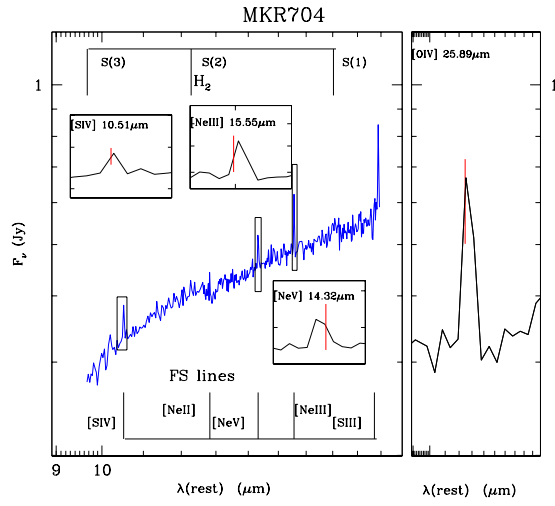 MKR704
S(3) S(2) S(1)
H2
[OIV] 25.89μm
1
1
[SIV] 10.51μm
[NeIII] 15.55μm
Fν (Jy)
[NeV] 14.32μm
FS lines
[SIV] [NeII] [NeV] [NeIII] [SIII]
9 10
λ(rest) (μm)
λ(rest) (μm)